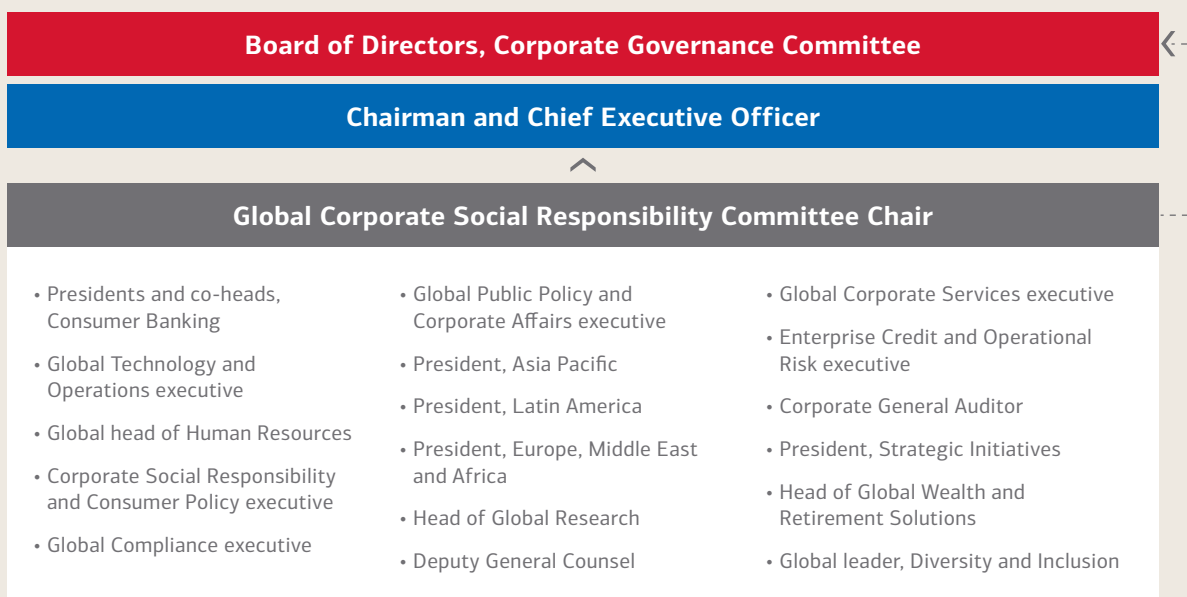 Board of Directors, Corporate Governance Committee
Chairman and Chief Executive Officer
Global Corporate Social Responsibility Committee Chair
• Presidents and co-heads,
Consumer Banking
• Global Technology and
Operations executive
• Global head of Human Resources
• Corporate Social Responsibility
and Consumer Policy executive
• Global Compliance executive
• Global Public Policy and
Corporate Affairs executive
• President, Asia Pacific
• President, Latin America
• President, Europe, Middle East
and Africa
• Head of Global Research
• Deputy General Counsel
• Global Corporate Services executive
• Enterprise Credit and Operational
Risk executive
• Corporate General Auditor
• President, Strategic Initiatives
• Head of Global Wealth and
Retirement Solutions
• Global leader, Diversity and Inclusion